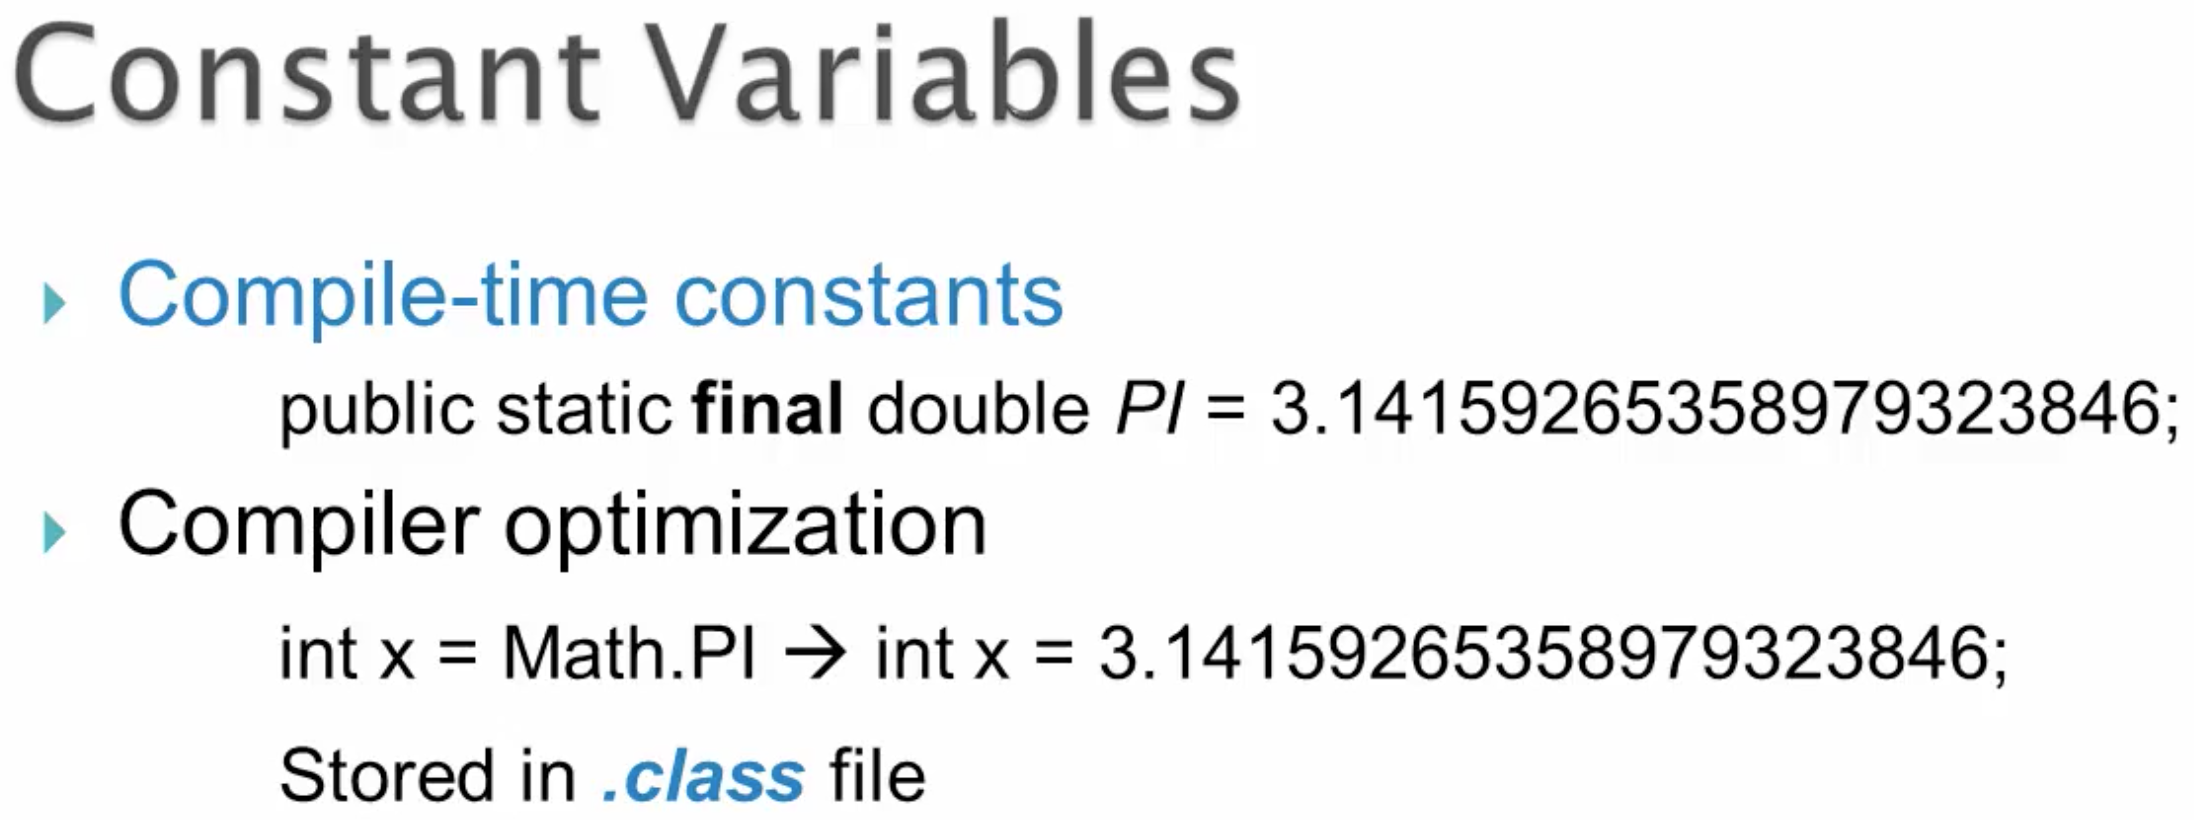 Constant Variables
Compile-time constants
public static final double PI = 3.14159265358979323846;
Compiler optimization
int x = Math.PI → int x = 3.14159265358979323846;
Stored in .class file